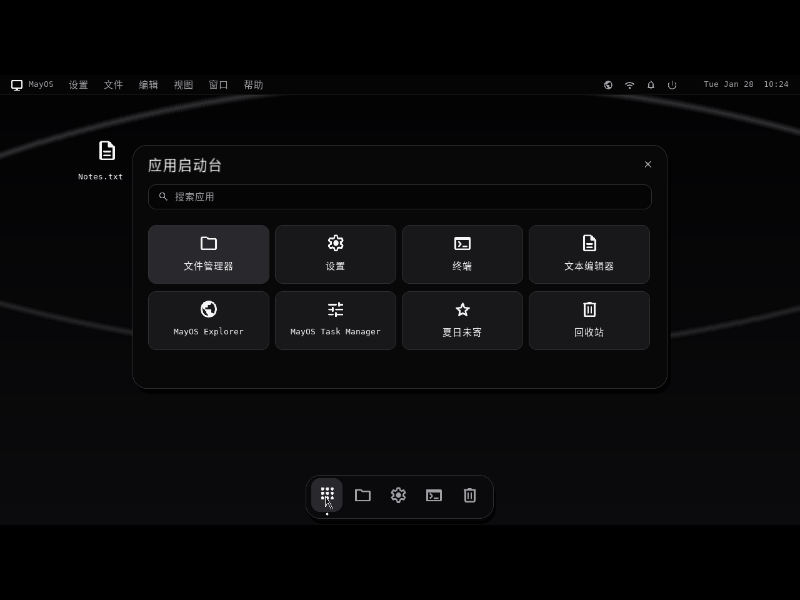 MayOS 设置 文件 编辑 视图 窗口 帮助 Tue Jan 20 10:24
Notes.txt
应用启动台
搜索应用
文件管理器 设置 终端 文本编辑器
MayOS Explorer MayOS Task Manager 夏日未寄 回收站